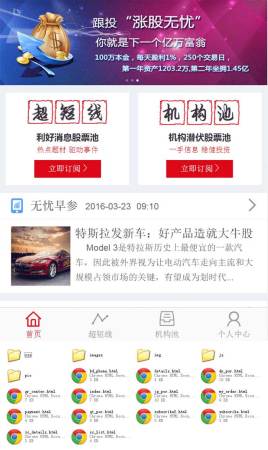 跟投“涨股无忧”
你就是下一个亿万富翁
100万本金，每天盈利1%，250个交易日，
第一年资产1203.2万,第二年坐拥1.45亿
超短线
机构池
利好消息股票池
机构潜伏股票池
热点题材 驱动事件
一手信息 稳健投资
立即订阅 >
立即订阅 >
无忧早参 2016-03-23 09:10
特斯拉发新车：好产品造就大牛股
Model 3是特拉斯历史上最便宜的一款汽
车，因此被外界视为让电动汽车走向主流和大
规模占领市场的关键，有望成为划时代...
首页
超短线
机构池
个人中心
css
images
img
js
pic
bd_phone.html
details.html
dx_per.html
gr_center.html
index.html
jg_per.html
my_order.html
payment.html
qr_per.html
subscribe2.html
subscribe.html
zc_details.html
zc_list.html